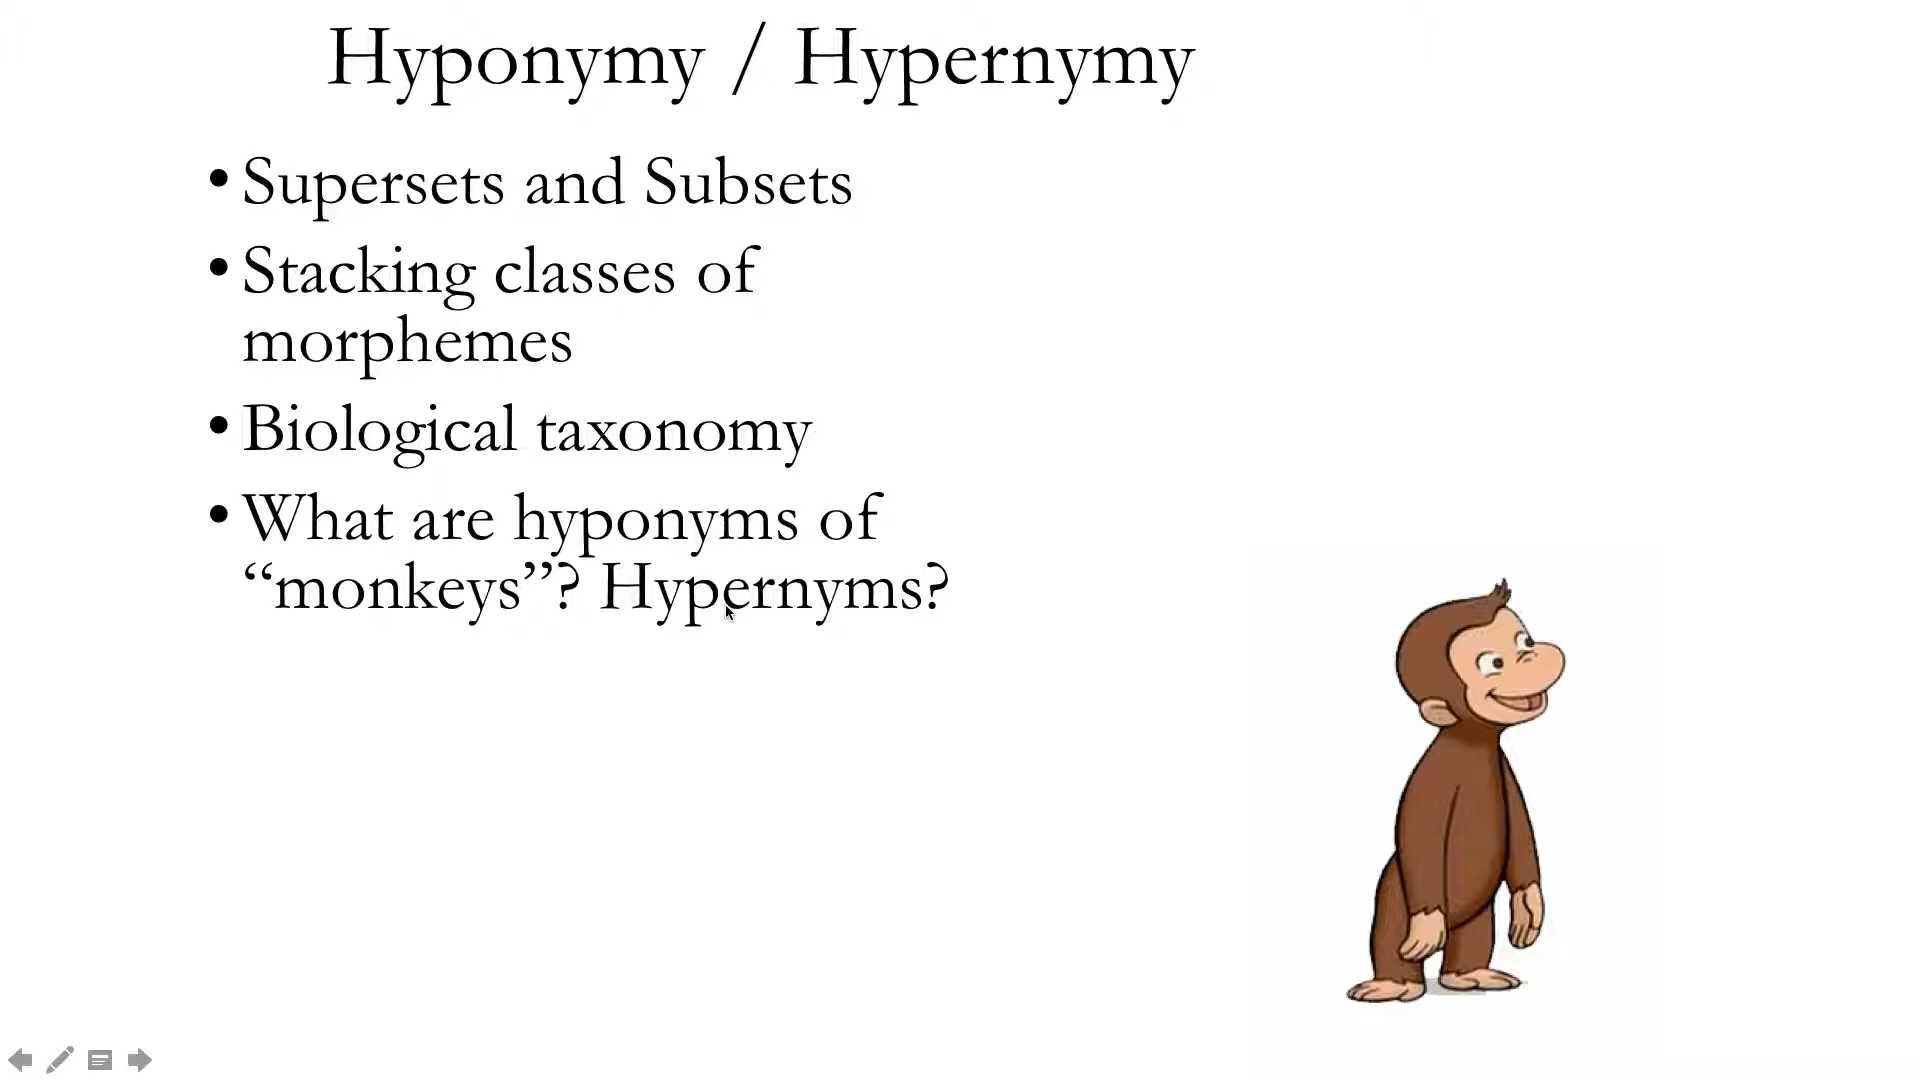 Hyponymy / Hypernymy
• Supersets and Subsets
• Stacking classes of
morphemes
• Biological taxonomy
• What are hyponyms of
“monkeys”? Hypernyms?